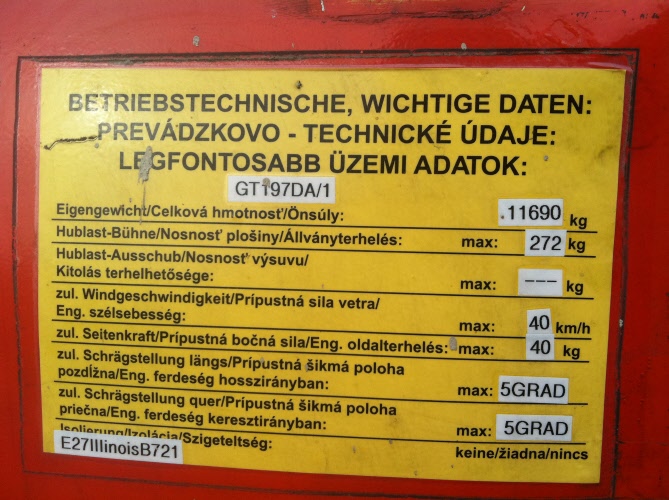 BETRIEBSTECHNISCHE, WICHTIGE DATEN:
PREVÁDZKOVO - TECHNICKÉ ÚDAJE:
LEGFONTOSABB ÜZEMI ADATOK:
GT197DA/1
Eigengewicht/Celková hmotnosť/Önsúly: .11690 kg
Hublast-Bühne/Nosnosť plošiny/Állványterhelés: max: 272 kg
Hublast-Ausschub/Nosnosť výsuvu/
Kitolás terhelhetősége: max: --- kg
zul. Windgeschwindigkeit/Prípustná sila vetra/
Eng. szélsebesség: max: 40 km/h
zul. Seitenkraft/Prípustná bočná sila/Eng. oldalterhelés: max: 40 kg
zul. Schrägstellung längs/Prípustná šikmá poloha
pozdĺžna/Eng. ferdeség hosszirányban: max: 5GRAD
zul. Schrägstellung quer/Prípustná šikmá poloha
priečna/Eng. ferdeség keresztirányban: max: 5GRAD
Isolierung/Izolácia/Szigeteltség: keine/žiadna/nincs
E27IllinoisB721